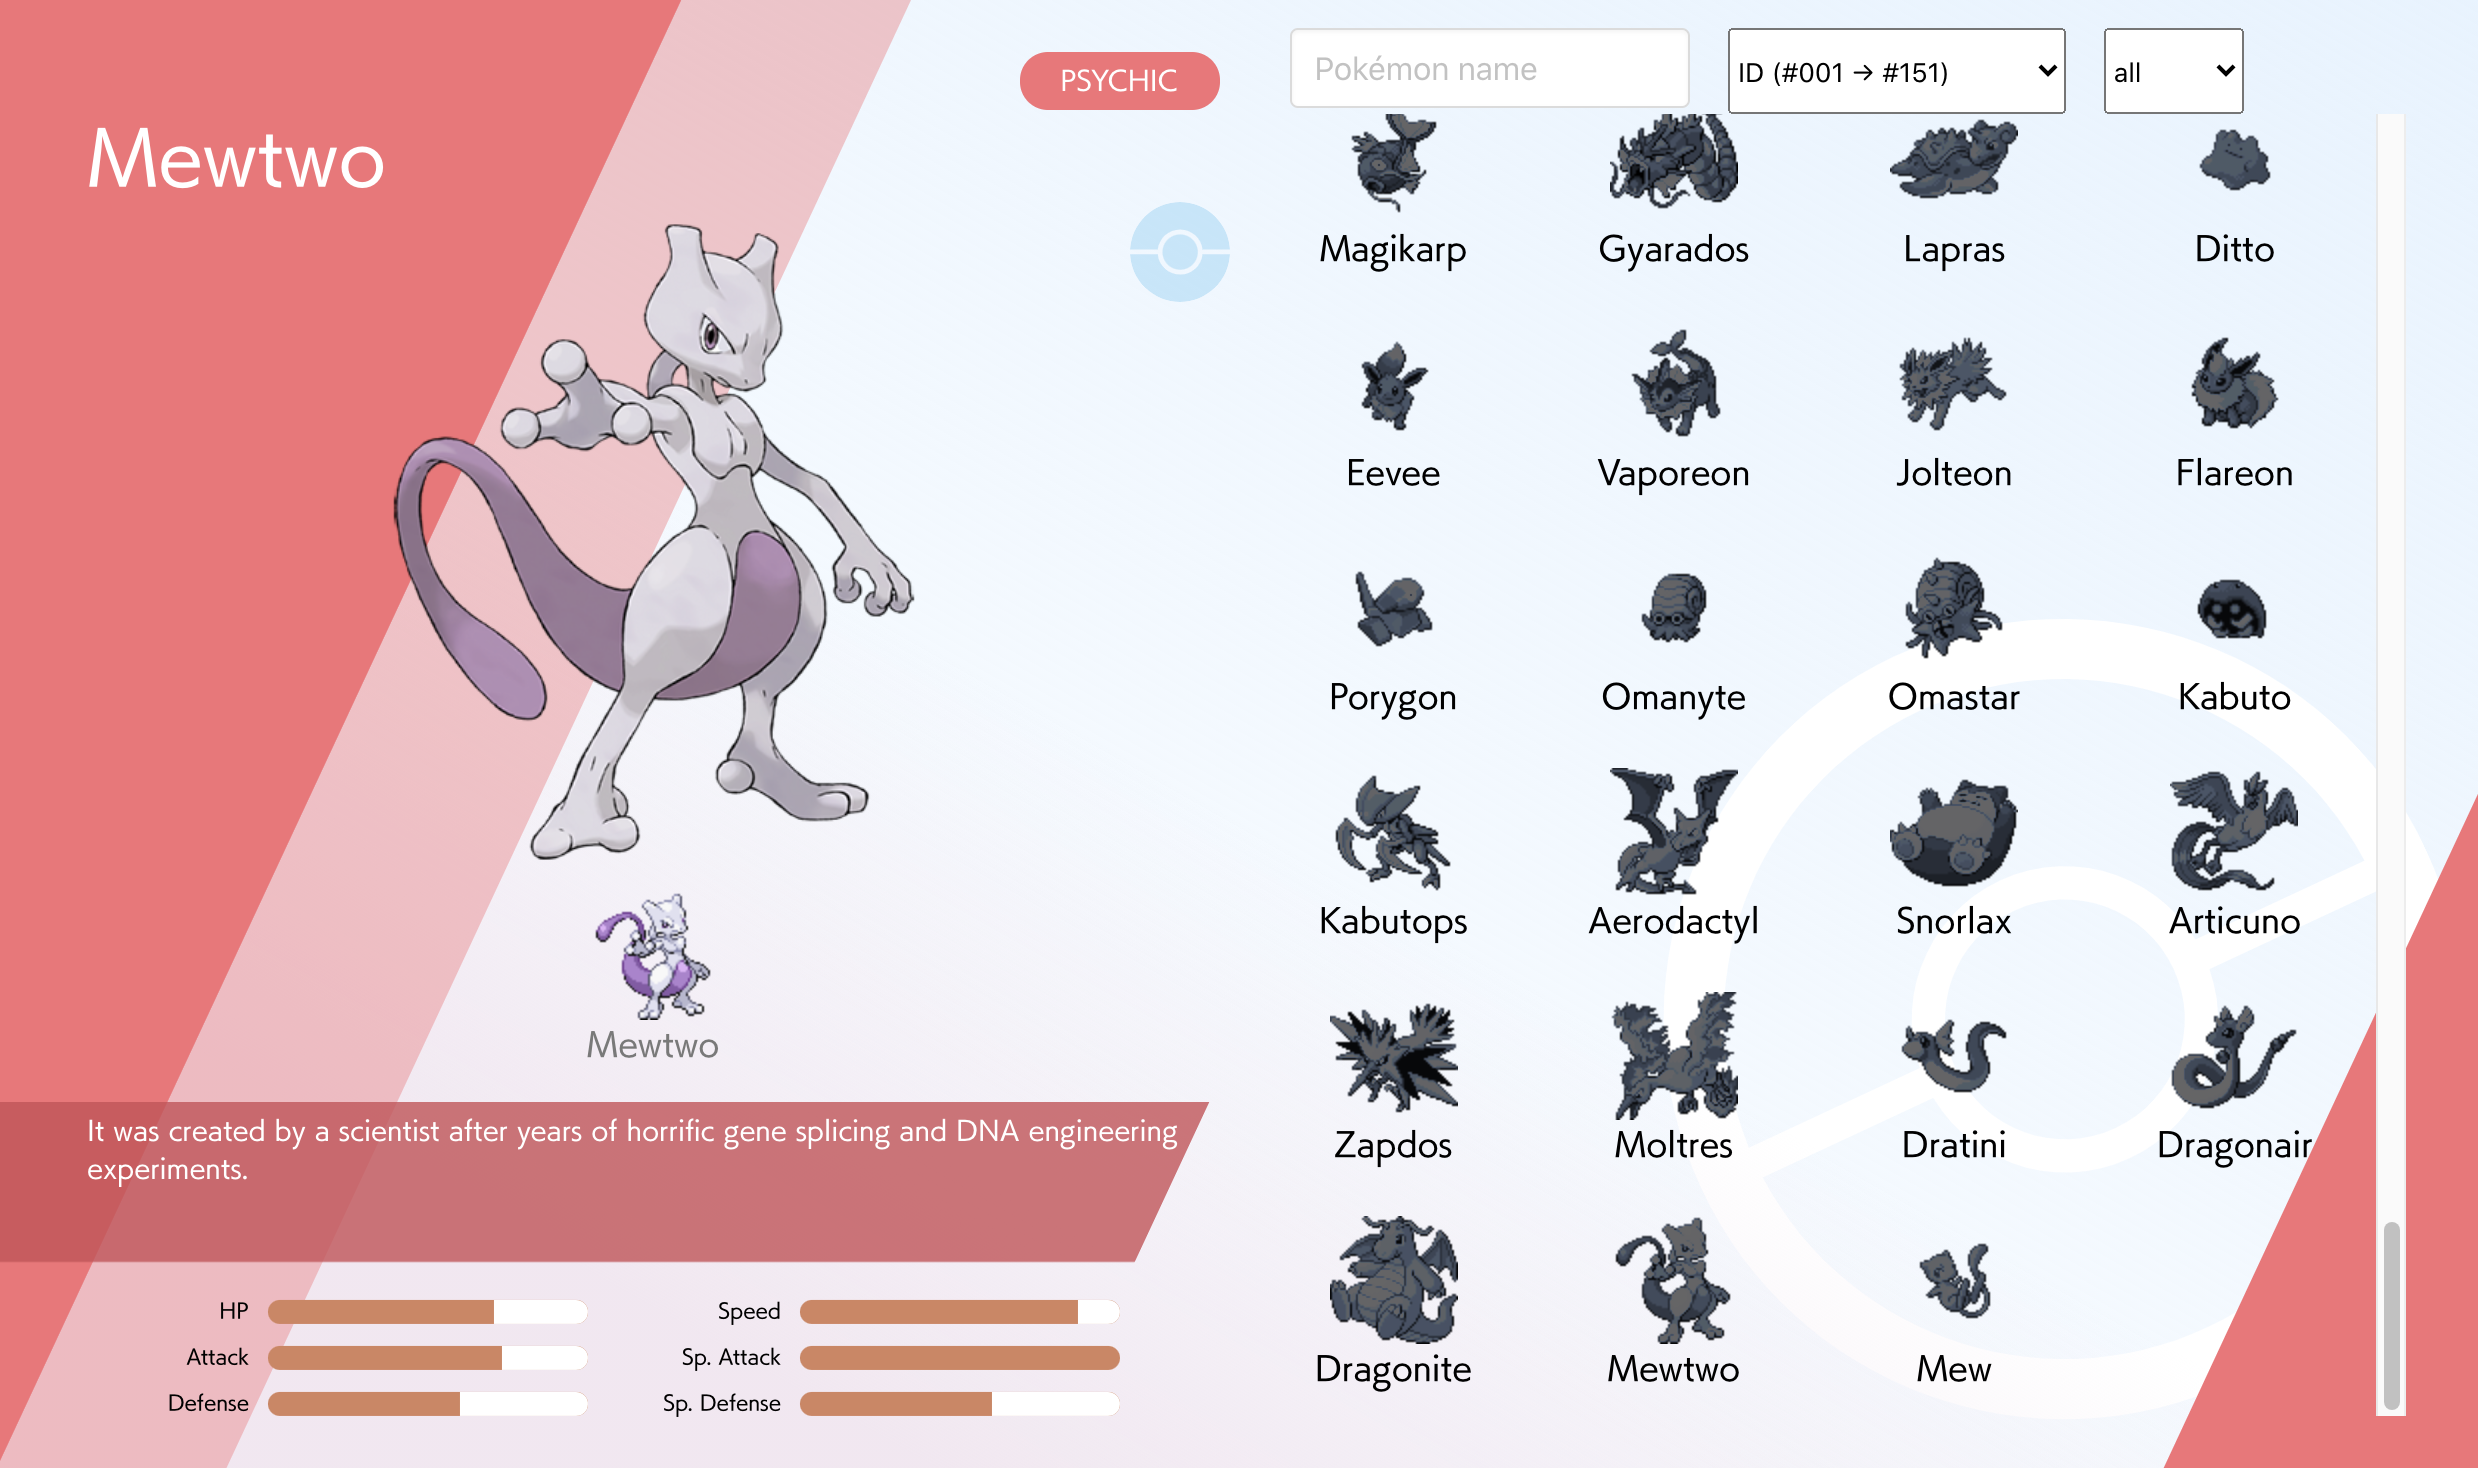 Mewtwo
PSYCHIC
Pokémon name
ID (#001 → #151)
all
Magikarp
Gyarados
Lapras
Ditto
Eevee
Vaporeon
Jolteon
Flareon
Porygon
Omanyte
Omastar
Kabuto
Kabutops
Aerodactyl
Snorlax
Articuno
Zapdos
Moltres
Dratini
Dragonair
Dragonite
Mewtwo
Mew
Mewtwo
It was created by a scientist after years of horrific gene splicing and DNA engineering
experiments.
HP
Attack
Defense
Speed
Sp. Attack
Sp. Defense